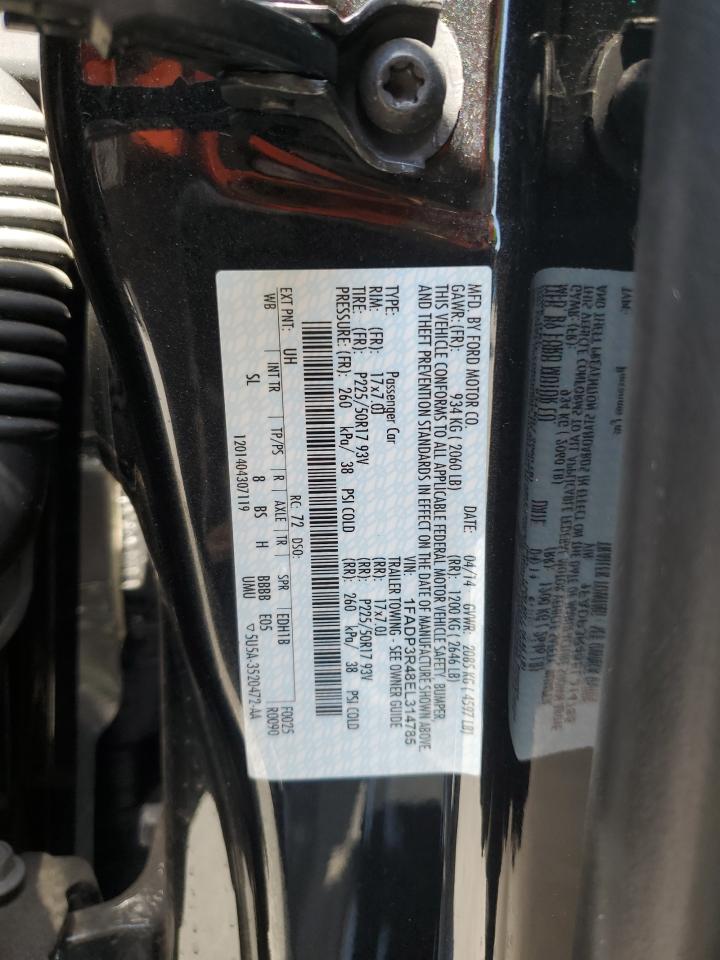 MFD. BY FORD MOTOR CO.
DATE: 04/14 GVWR: 2085 KG ( 4597 LB)
GAWR: (FR): 934 KG ( 2060 LB) (RR): 1200 KG ( 2646 LB)
THIS VEHICLE CONFORMS TO ALL APPLICABLE FEDERAL MOTOR VEHICLE SAFETY, BUMPER,
AND THEFT PREVENTION STANDARDS IN EFFECT ON THE DATE OF MANUFACTURE SHOWN ABOVE.
VIN: 1FADP3R48EL314785
TYPE: Passenger Car TRAILER TOWING - SEE OWNER GUIDE
RIM: (FR): 17x7.0J (RR): 17x7.0J
TIRE: (FR): P225/50R17 93V (RR): P225/50R17 93V
PRESSURE: (FR): 260 kPa/ 38 PSI COLD (RR): 260 kPa/ 38 PSI COLD
RC: 72 DSO: F0025
EXT PNT: UH EDH1B R0090
WB INT TR TP/PS R AXLE TR SPR
SL 8 BS H BBBB E05
1201404307119 UMU ▽5U5A-3520472-AA